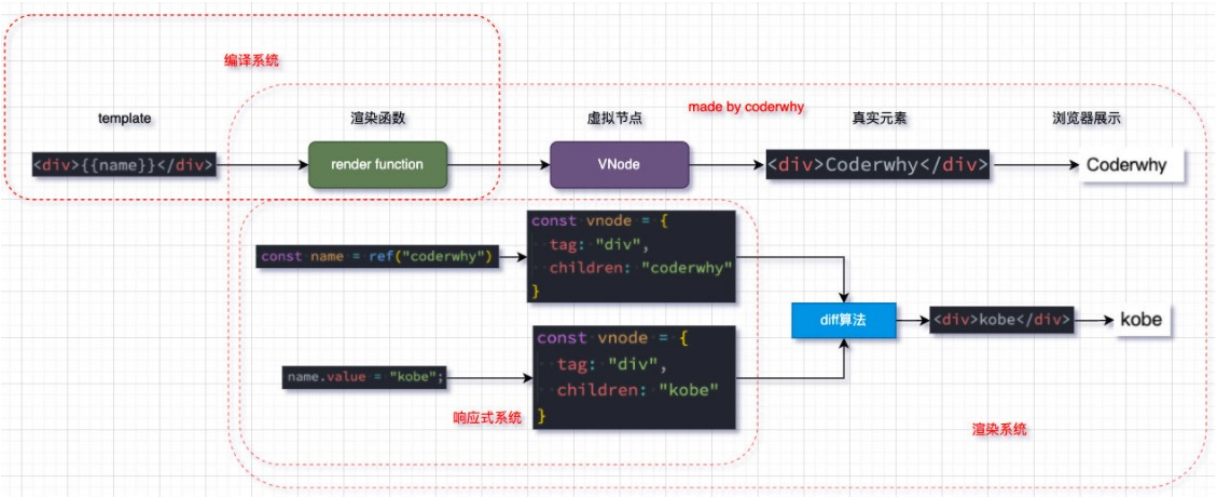 编译系统
made by coderwhy
template
渲染函数
虚拟节点
真实元素
浏览器展示
<div>{{name}}</div>
render function
VNode
<div>Coderwhy</div>
Coderwhy
const name = ref("coderwhy")
const vnode = {
tag: "div",
children: "coderwhy"
}
diff算法
<div>kobe</div>
kobe
name.value = "kobe";
const vnode = {
tag: "div",
children: "kobe"
}
响应式系统
渲染系统